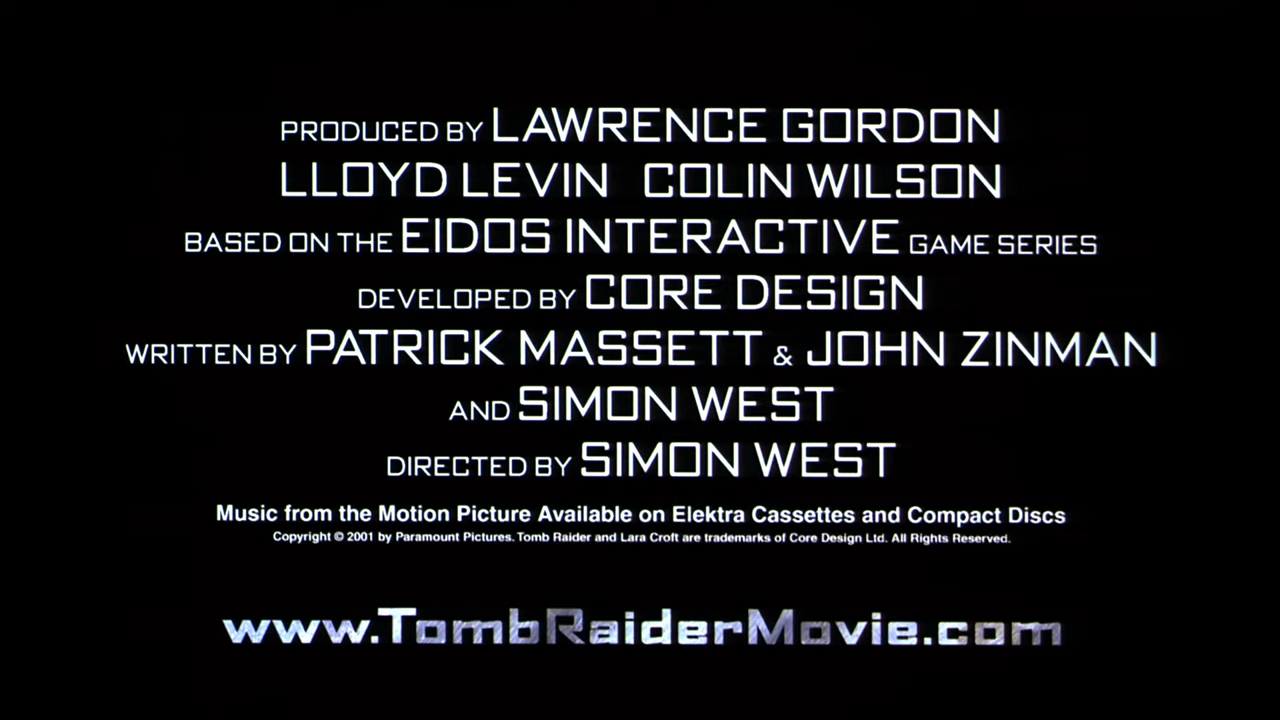 PRODUCED BY LAWRENCE GORDON
LLOYD LEVIN COLIN WILSON
BASED ON THE EIDOS INTERACTIVE GAME SERIES
DEVELOPED BY CORE DESIGN
WRITTEN BY PATRICK MASSETT & JOHN ZINMAN
AND SIMON WEST
DIRECTED BY SIMON WEST
Music from the Motion Picture Available on Elektra Cassettes and Compact Discs
Copyright © 2001 by Paramount Pictures. Tomb Raider and Lara Croft are trademarks of Core Design Ltd. All Rights Reserved.
www.TombRaiderMovie.com